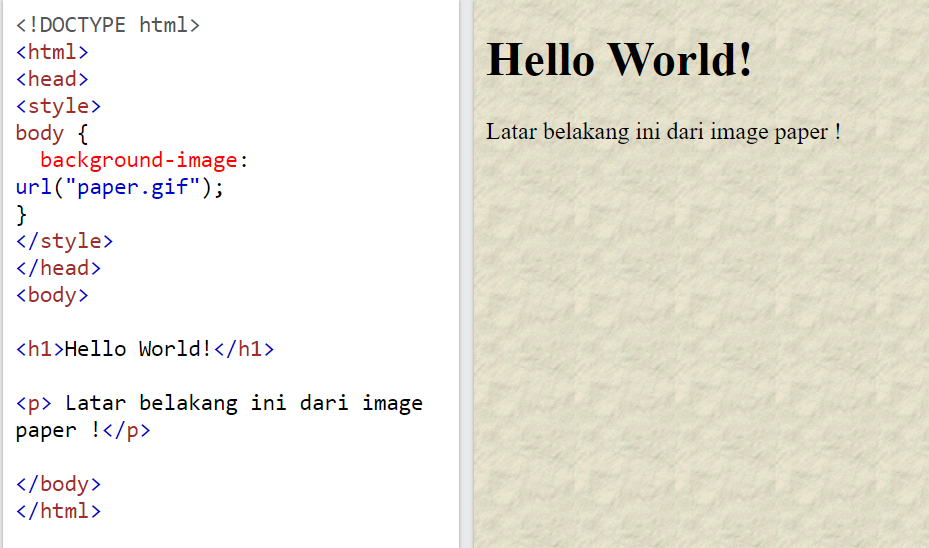 <!DOCTYPE html>
<html>
<head>
<style>
body {
  background-image:
url("paper.gif");
}
</style>
</head>
<body>

<h1>Hello World!</h1>

<p> Latar belakang ini dari image
paper !</p>

</body>
</html>
Hello World!
Latar belakang ini dari image paper !